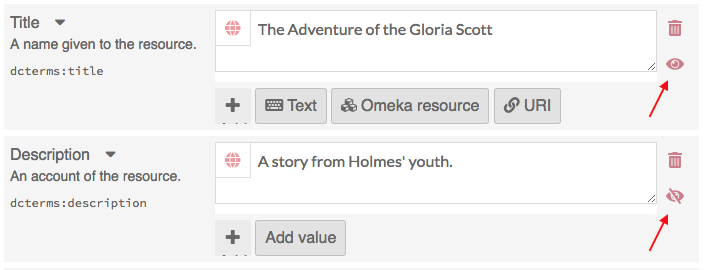 Title
A name given to the resource.
dcterms:title
The Adventure of the Gloria Scott
+ Text Omeka resource URI
Description
An account of the resource.
dcterms:description
A story from Holmes' youth.
+ Add value